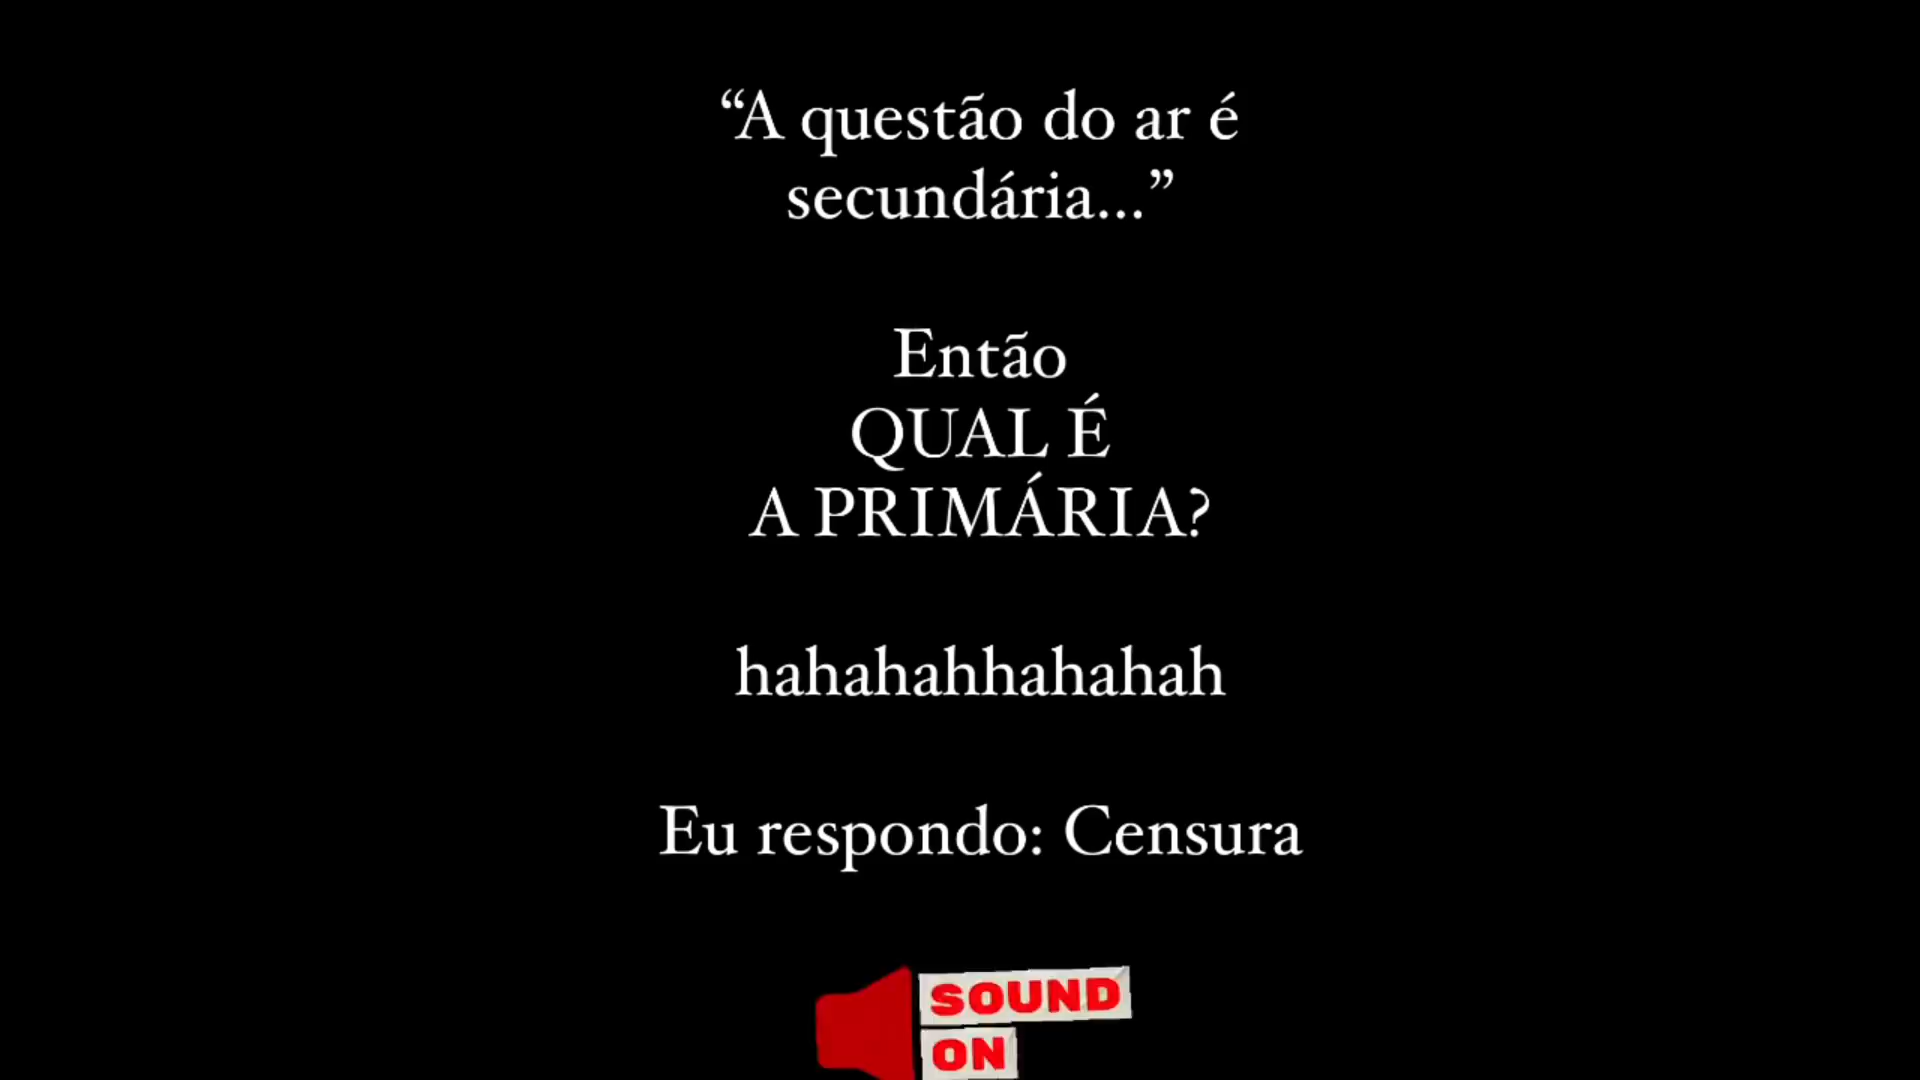 “A questão do ar é
secundária...”
Então
QUAL É
A PRIMÁRIA?
hahahahhahahah
Eu respondo: Censura
SOUND
ON